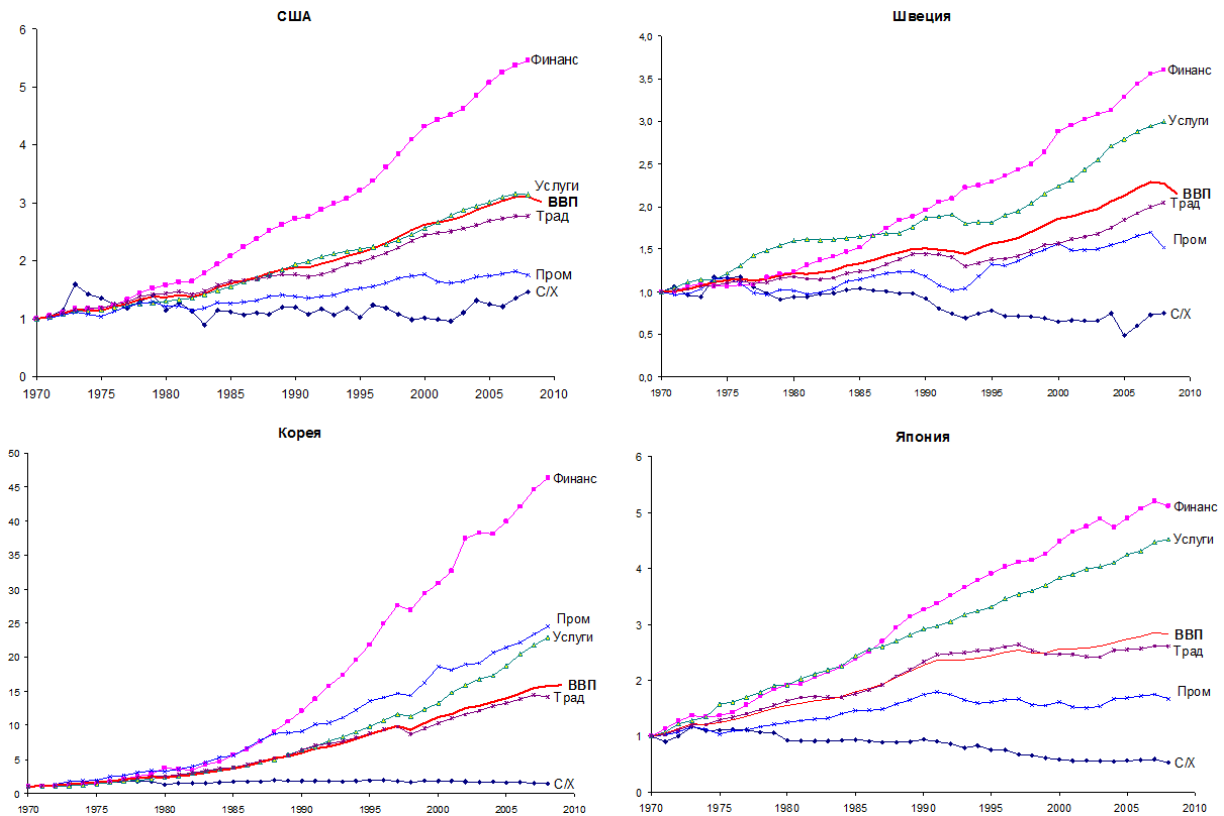 США
6
5
4
3
2
1
0
1970 1975 1980 1985 1990 1995 2000 2005 2010
Финанс
Услуги
ВВП
Трад
Пром
С/Х
Швеция
4,0
3,5
3,0
2,5
2,0
1,5
1,0
0,5
0,0
1970 1975 1980 1985 1990 1995 2000 2005 2010
Финанс
Услуги
ВВП
Трад
Пром
С/Х
Корея
50
45
40
35
30
25
20
15
10
5
0
1970 1975 1980 1985 1990 1995 2000 2005 2010
Финанс
Пром
Услуги
ВВП
Трад
С/Х
Япония
6
5
4
3
2
1
0
1970 1975 1980 1985 1990 1995 2000 2005 2010
Финанс
Услуги
ВВП
Трад
Пром
С/Х